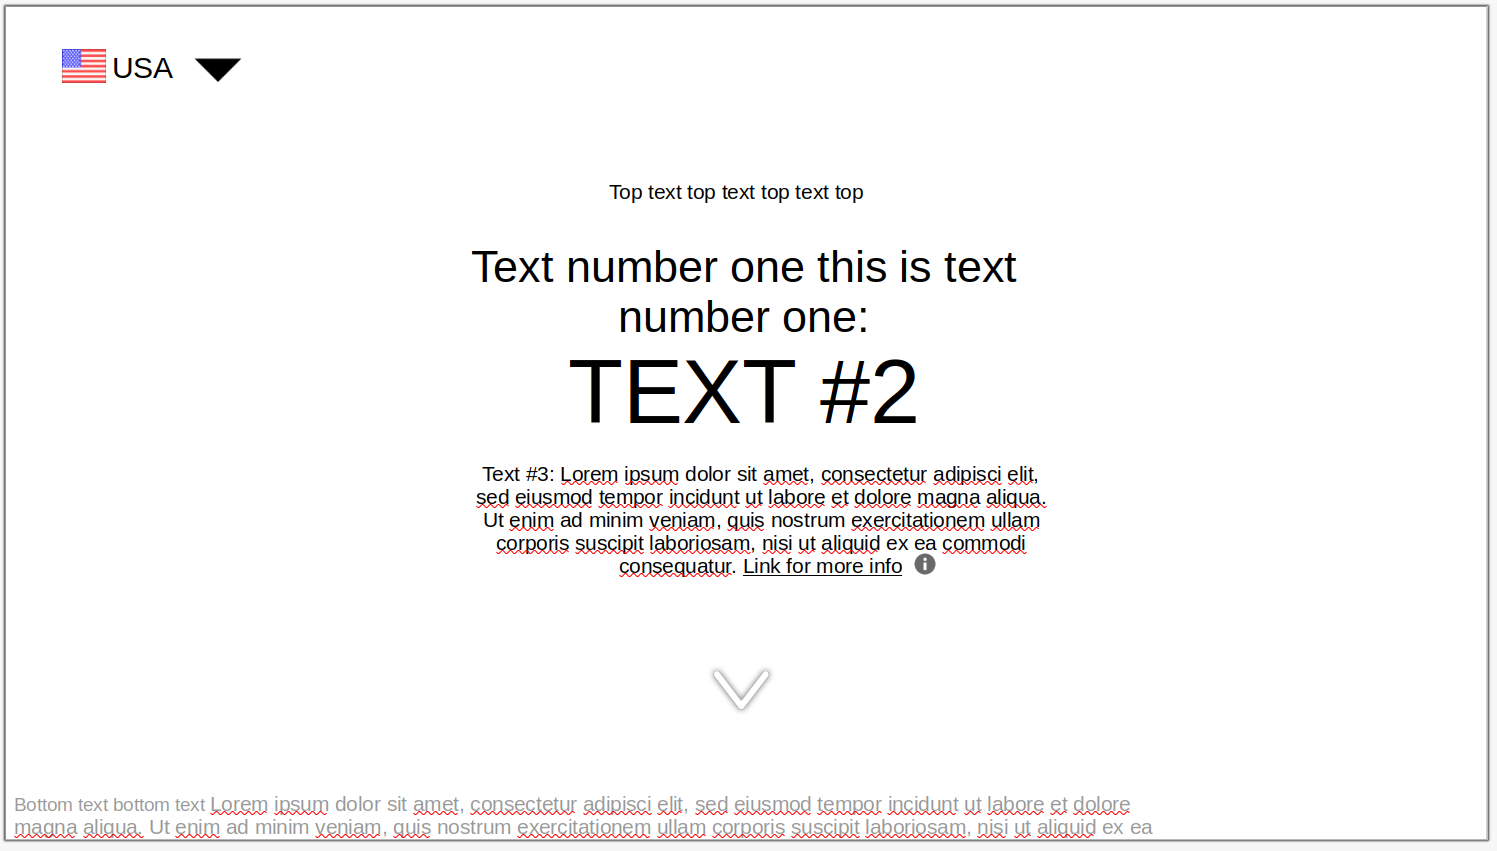 USA
Top text top text top text top
Text number one this is text
number one:
TEXT #2
Text #3: Lorem ipsum dolor sit amet, consectetur adipisci elit,
sed eiusmod tempor incidunt ut labore et dolore magna aliqua.
Ut enim ad minim veniam, quis nostrum exercitationem ullam
corporis suscipit laboriosam, nisi ut aliquid ex ea commodi
consequatur. Link for more info
Bottom text bottom text Lorem ipsum dolor sit amet, consectetur adipisci elit, sed eiusmod tempor incidunt ut labore et dolore
magna aliqua. Ut enim ad minim veniam, quis nostrum exercitationem ullam corporis suscipit laboriosam, nisi ut aliquid ex ea